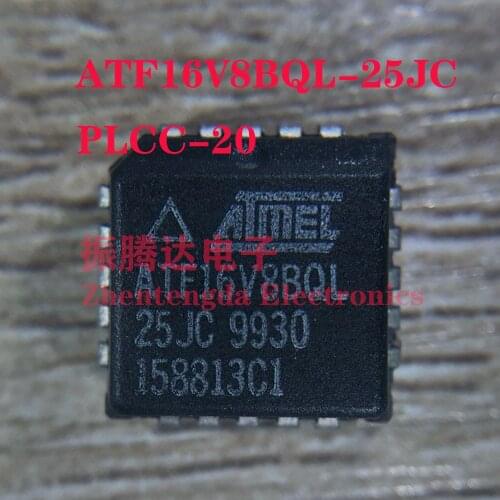 ATF16V8BQL-25JC
PLCC-20
ATMEL
振腾达电子
ATF16V8BQL
Zhentengda Electronics
25JC 9930
158813C1